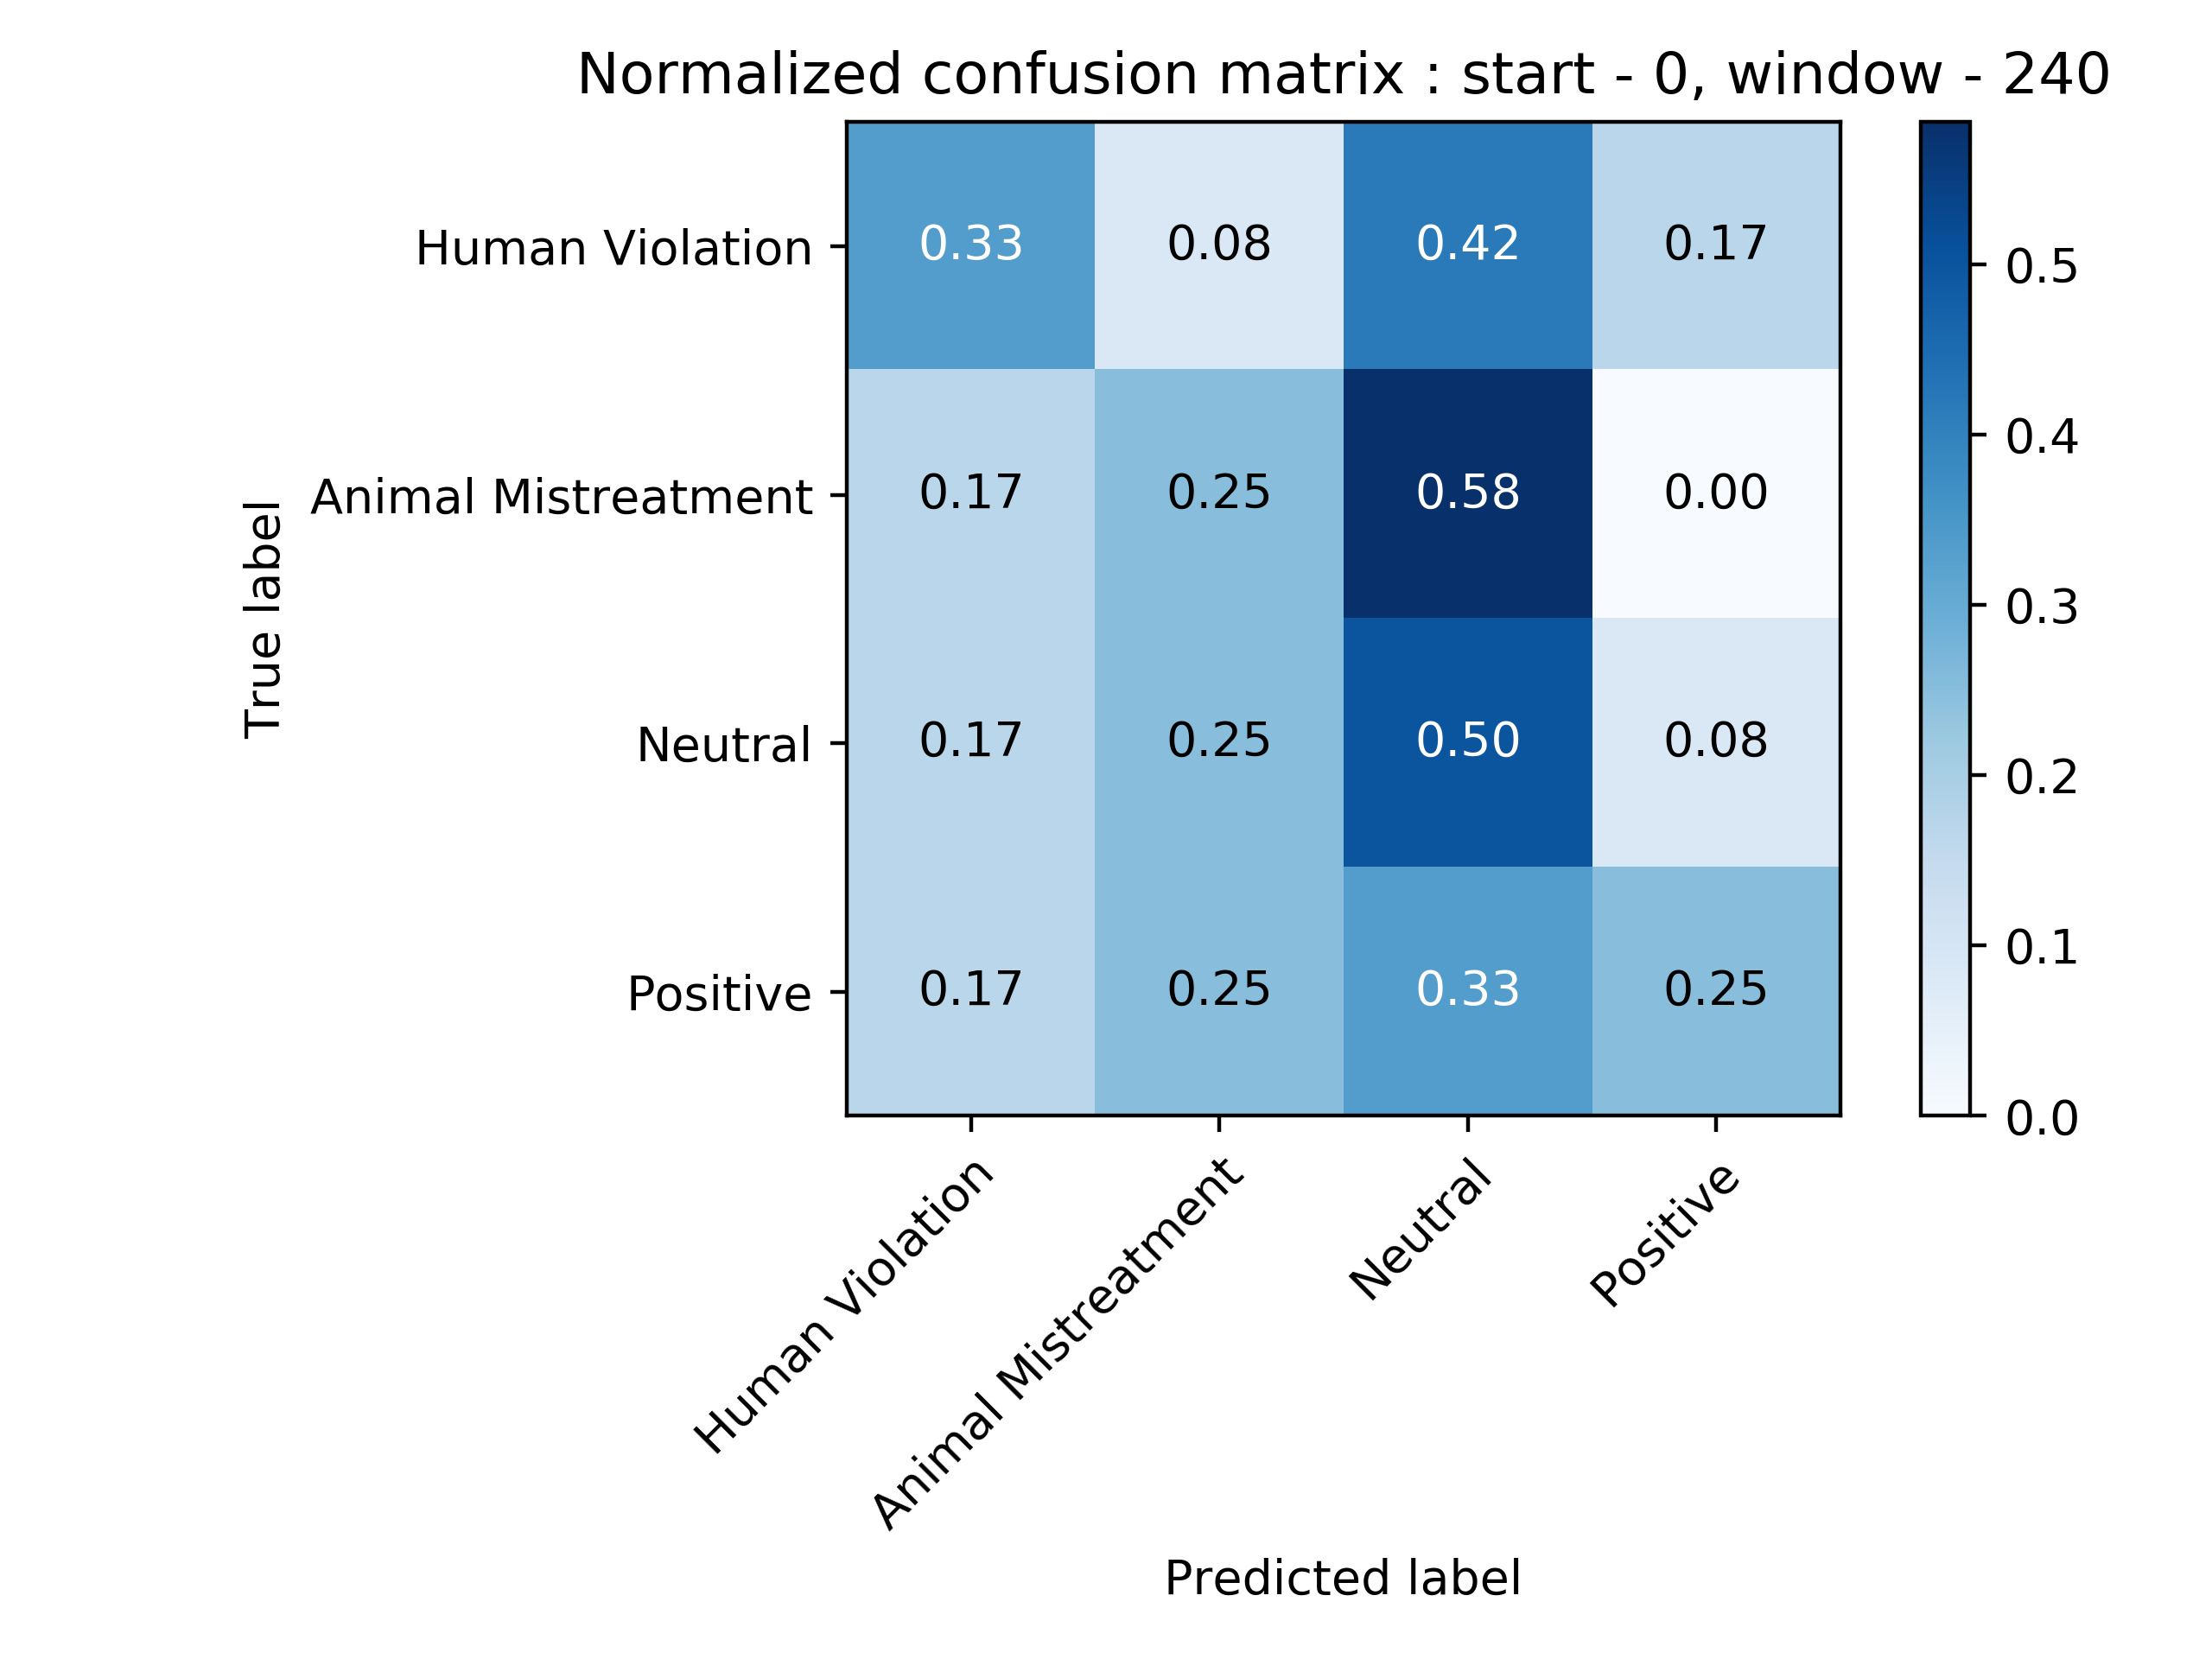 Normalized confusion matrix : start - 0, window - 240
True label
Human Violation
0.33 0.08 0.42 0.17
Animal Mistreatment
0.17 0.25 0.58 0.00
Neutral
0.17 0.25 0.50 0.08
Positive
0.17 0.25 0.33 0.25
Human Violation
Animal Mistreatment
Neutral
Positive
Predicted label
0.5
0.4
0.3
0.2
0.1
0.0